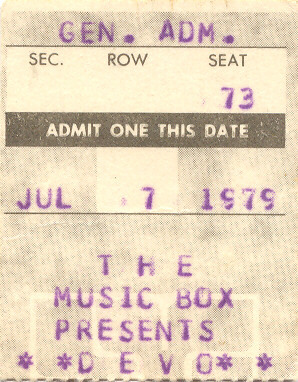 GEN. ADM.
SEC. ROW SEAT
73
ADMIT ONE THIS DATE
JUL 7 1979
THE
MUSIC BOX
PRESENTS
* *DEVO* *